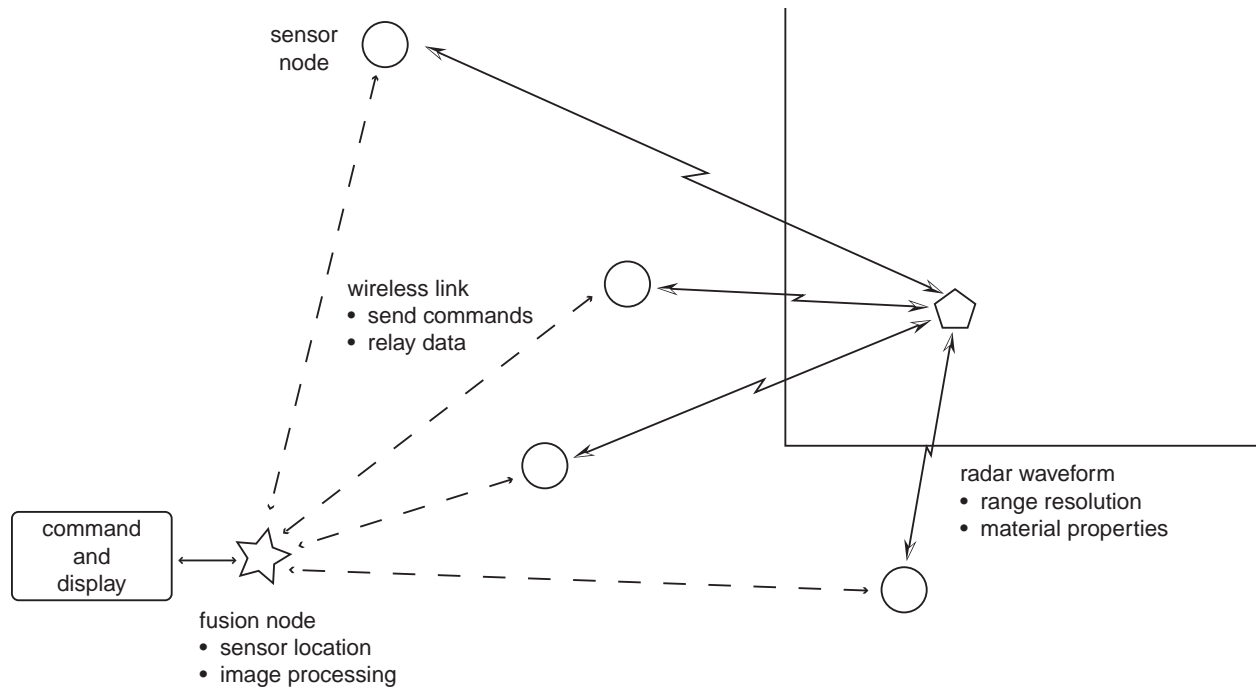 sensor
node
wireless link
• send commands
• relay data
radar waveform
• range resolution
• material properties
command
and
display
fusion node
• sensor location
• image processing